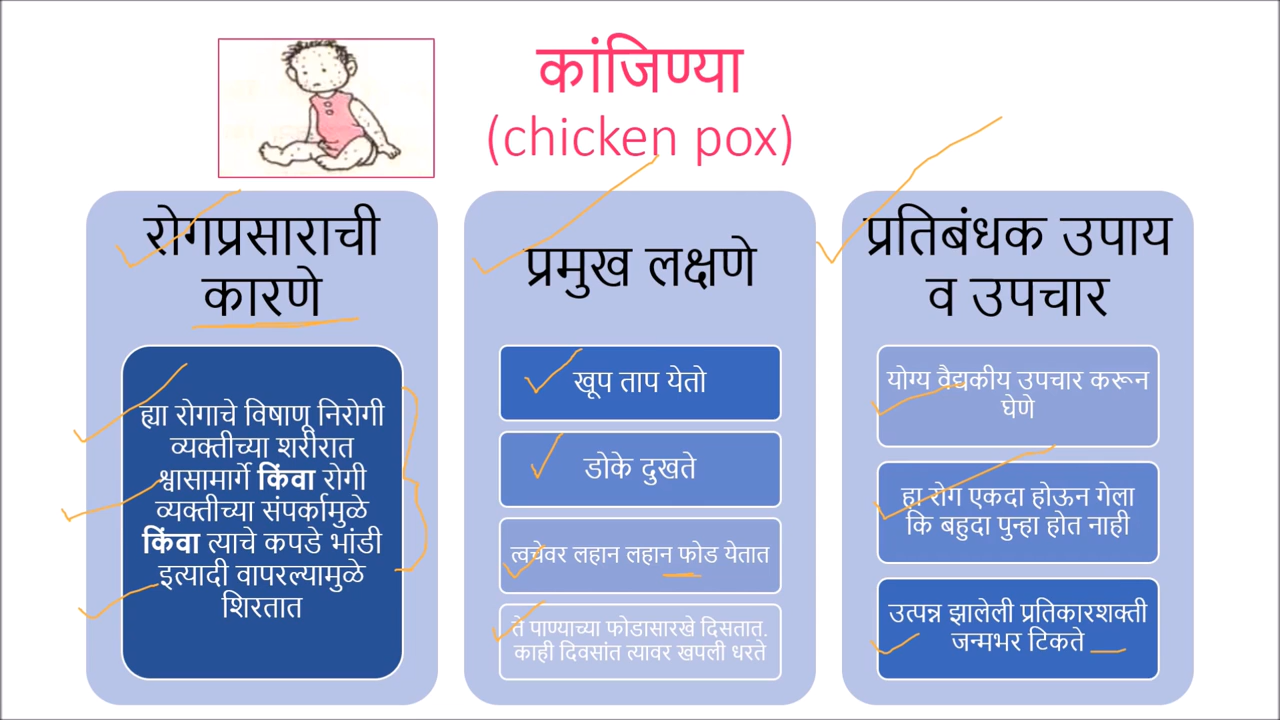 कांजिण्या
(chicken pox)
रोगप्रसाराची
कारणे
ह्या रोगाचे विषाणू निरोगी
व्यक्तीच्या शरीरात
श्वासामार्गे किंवा रोगी
व्यक्तीच्या संपर्कामुळे
किंवा त्याचे कपडे भांडी
इत्यादी वापरल्यामुळे
शिरतात
प्रमुख लक्षणे
खूप ताप येतो
डोके दुखते
त्वचेवर लहान लहान फोड येतात
ते पाण्याच्या फोडासारखे दिसतात.
काही दिवसांत त्यावर खपली धरते
प्रतिबंधक उपाय
व उपचार
योग्य वैद्यकीय उपचार करून
घेणे
हा रोग एकदा होऊन गेला
कि बहुदा पुन्हा होत नाही
उत्पन्न झालेली प्रतिकारशक्ती
जन्मभर टिकते